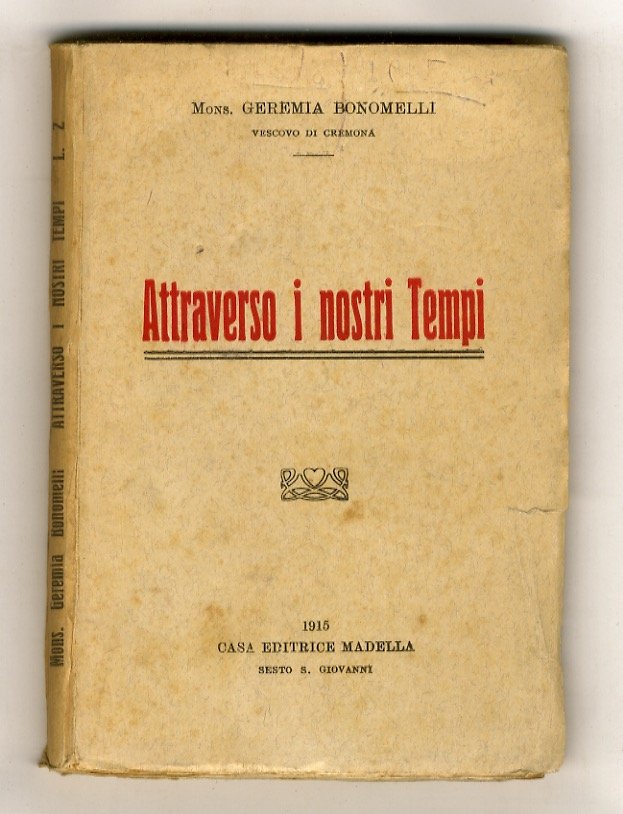 Mons. GEREMIA BONOMELLI
VESCOVO DI CREMONA
Attraverso i nostri Tempi
1915
CASA EDITRICE MADELLA
SESTO S. GIOVANNI
Mons. Geremia Bonomelli ATTRAVERSO I NOSTRI TEMPI L. 2